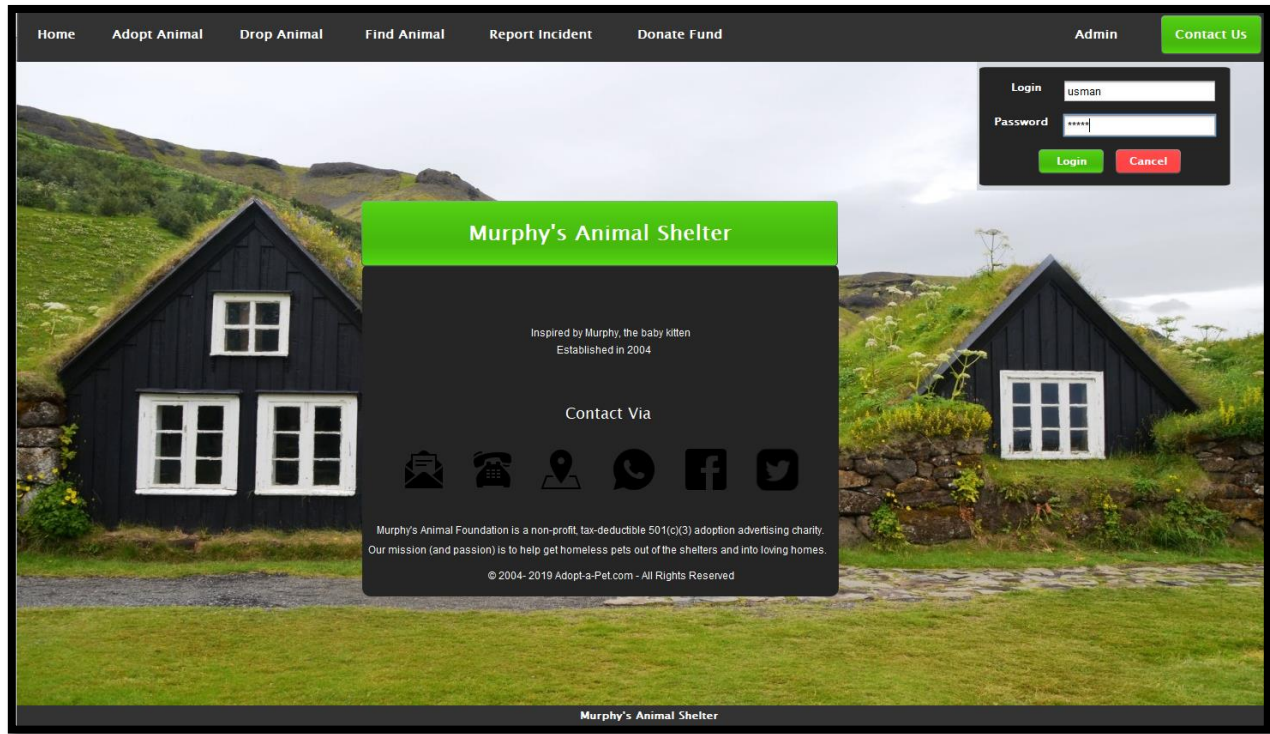 Home Adopt Animal Drop Animal Find Animal Report Incident Donate Fund Admin Contact Us
Login usman
Password *****
Login Cancel
Murphy's Animal Shelter
Inspired by Murphy, the baby kitten
Established in 2004
Contact Via
Murphy's Animal Foundation is a non-profit, tax-deductible 501(c)(3) adoption advertising charity.
Our mission (and passion) is to help get homeless pets out of the shelters and into loving homes.
© 2004- 2019 Adopt-a-Pet.com - All Rights Reserved
Murphy's Animal Shelter